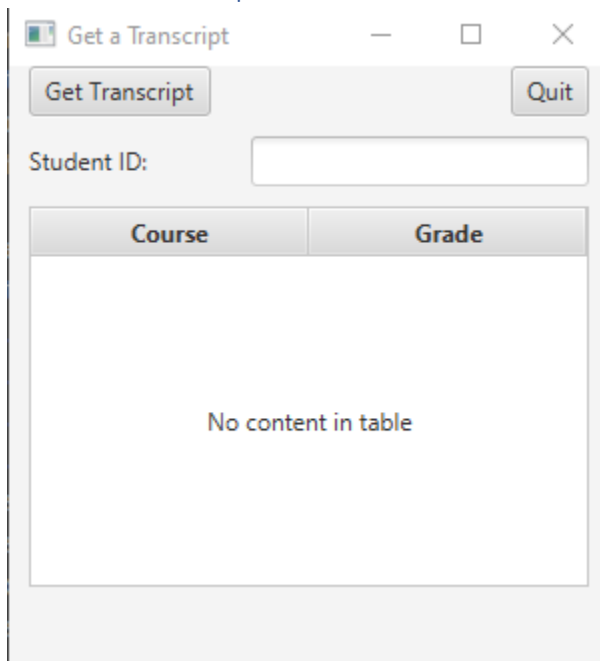 Get a Transcript
Get Transcript Quit
Student ID:
Course Grade
No content in table